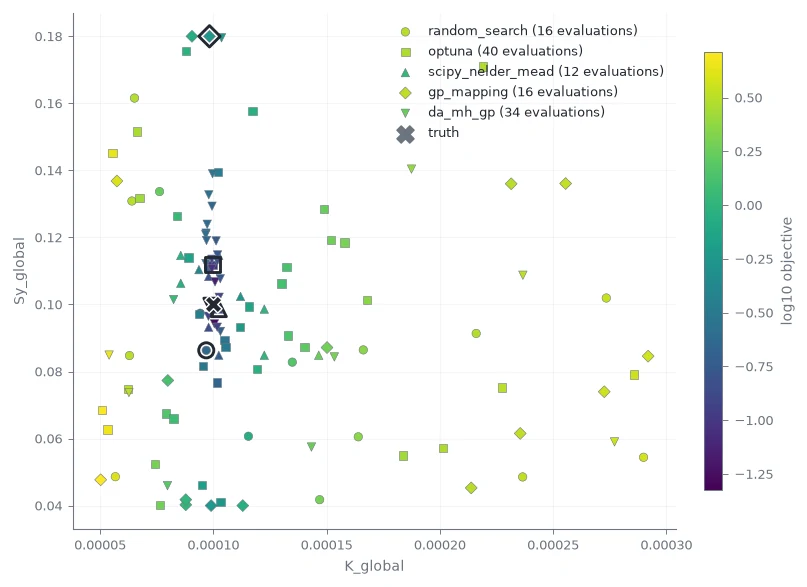 random_search (16 evaluations)
optuna (40 evaluations)
scipy_nelder_mead (12 evaluations)
gp_mapping (16 evaluations)
da_mh_gp (34 evaluations)
truth
0.18
0.16
0.14
0.12
0.10
0.08
0.06
0.04
Sy_global
0.00005
0.00010
0.00015
0.00020
0.00025
0.00030
K_global
0.50
0.25
0.00
−0.25
−0.50
−0.75
−1.00
−1.25
log10 objective